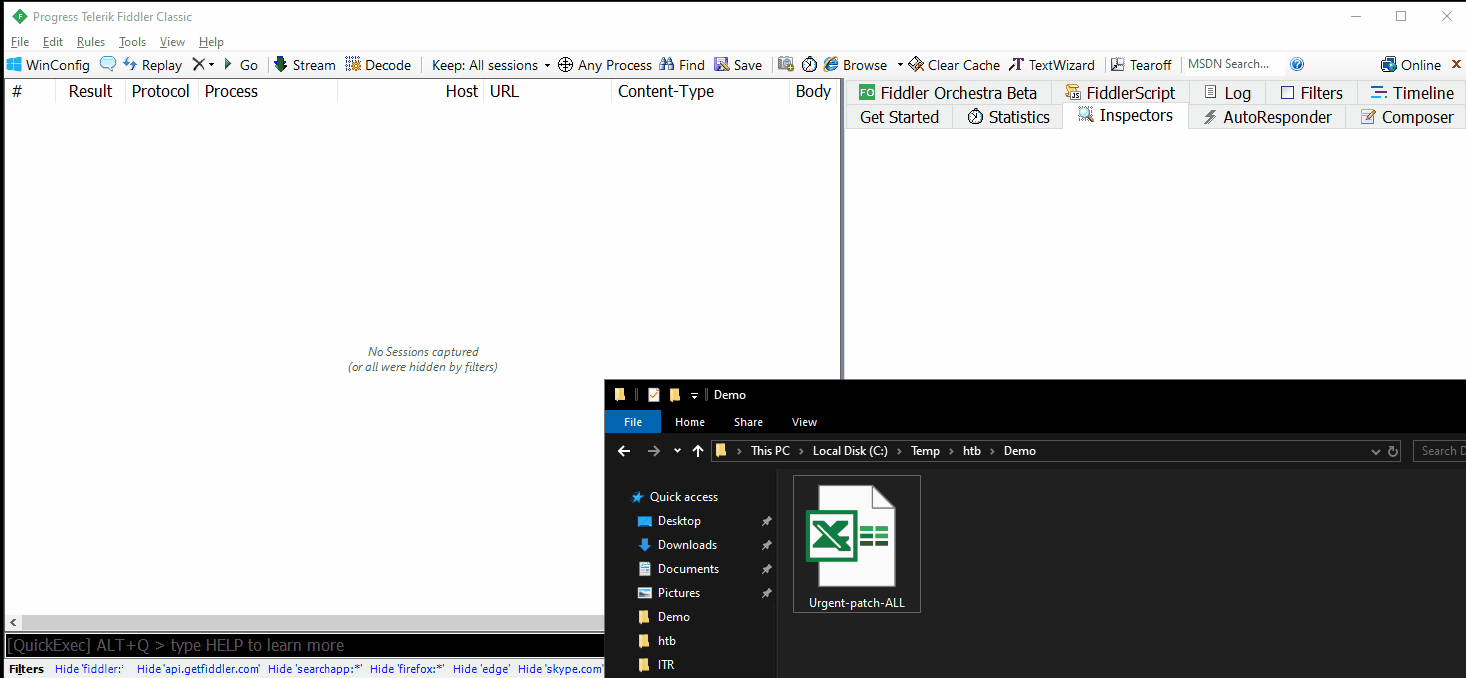 Progress Telerik Fiddler Classic
File Edit Rules Tools View Help
WinConfig Replay Go Stream Decode Keep: All sessions Any Process Find Save Browse Clear Cache TextWizard Tearoff MSDN Search... Online
# Result Protocol Process Host URL Content-Type Body
FO Fiddler Orchestra Beta FiddlerScript Log Filters Timeline
Get Started Statistics Inspectors AutoResponder Composer
No Sessions captured
(or all were hidden by filters)
Demo
File Home Share View
This PC > Local Disk (C:) > Temp > htb > Demo
Search D
Quick access
Desktop
Downloads
Documents
Pictures
Demo
htb
ITR
Urgent-patch-ALL
[QuickExec] ALT+Q > type HELP to learn more
Filters Hide 'fiddler:' Hide 'api.getfiddler.com' Hide 'searchapp:*' Hide 'firefox:*' Hide 'edge' Hide 'skype.com'